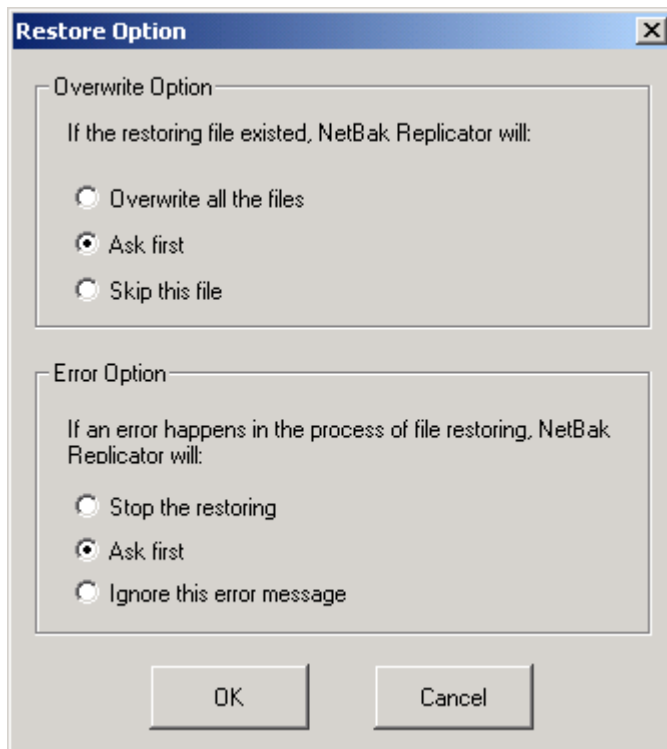 Restore Option
Overwrite Option
If the restoring file existed, NetBak Replicator will:
Overwrite all the files
Ask first
Skip this file
Error Option
If an error happens in the process of file restoring, NetBak
Replicator will:
Stop the restoring
Ask first
Ignore this error message
OK
Cancel